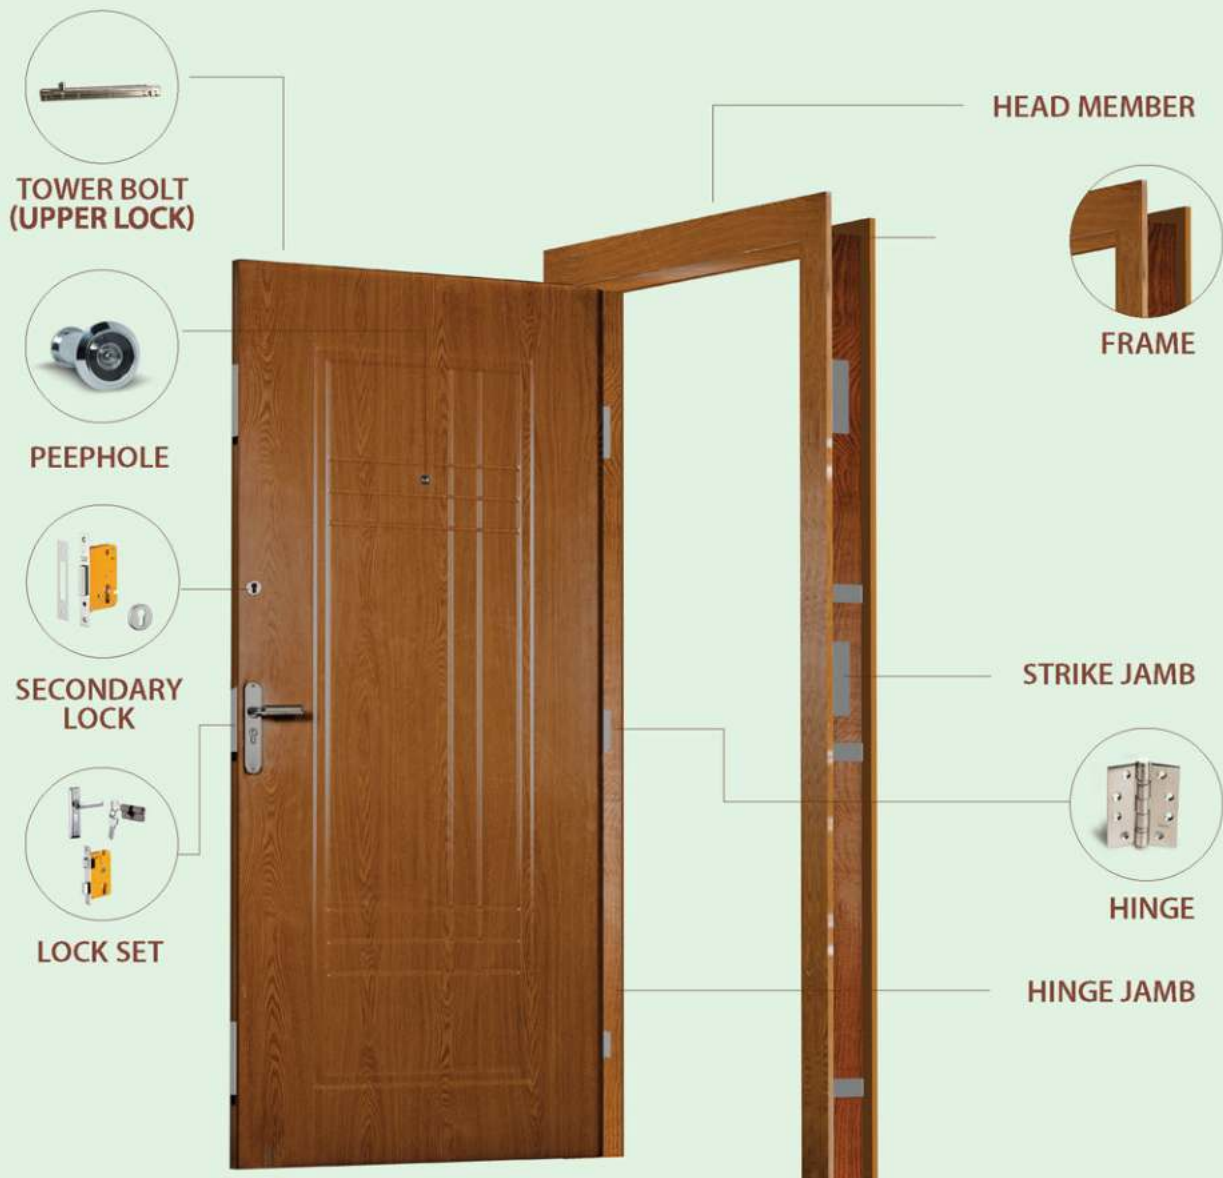 TOWER BOLT
(UPPER LOCK)
PEEPHOLE
SECONDARY
LOCK
LOCK SET
HEAD MEMBER
FRAME
STRIKE JAMB
HINGE
HINGE JAMB